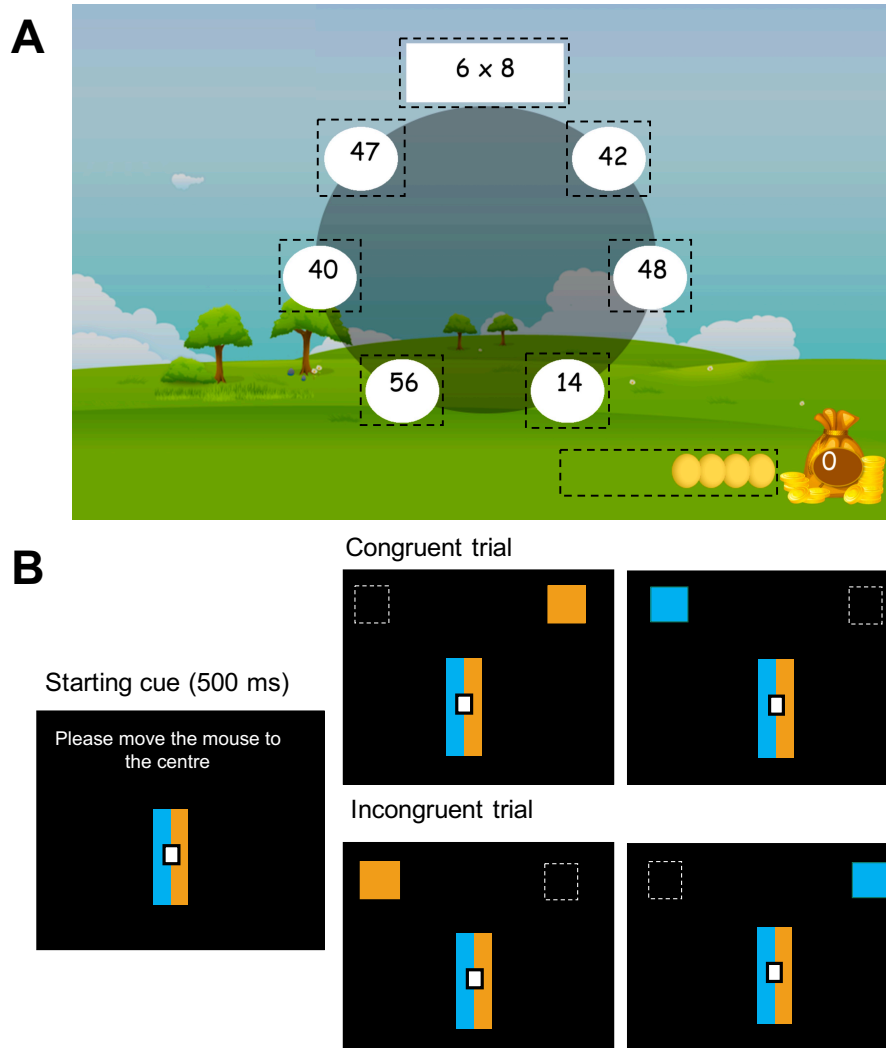 A
6 x 8
47
42
40
48
56
14
0
B
Congruent trial
Starting cue (500 ms)
Please move the mouse to
the centre
Incongruent trial